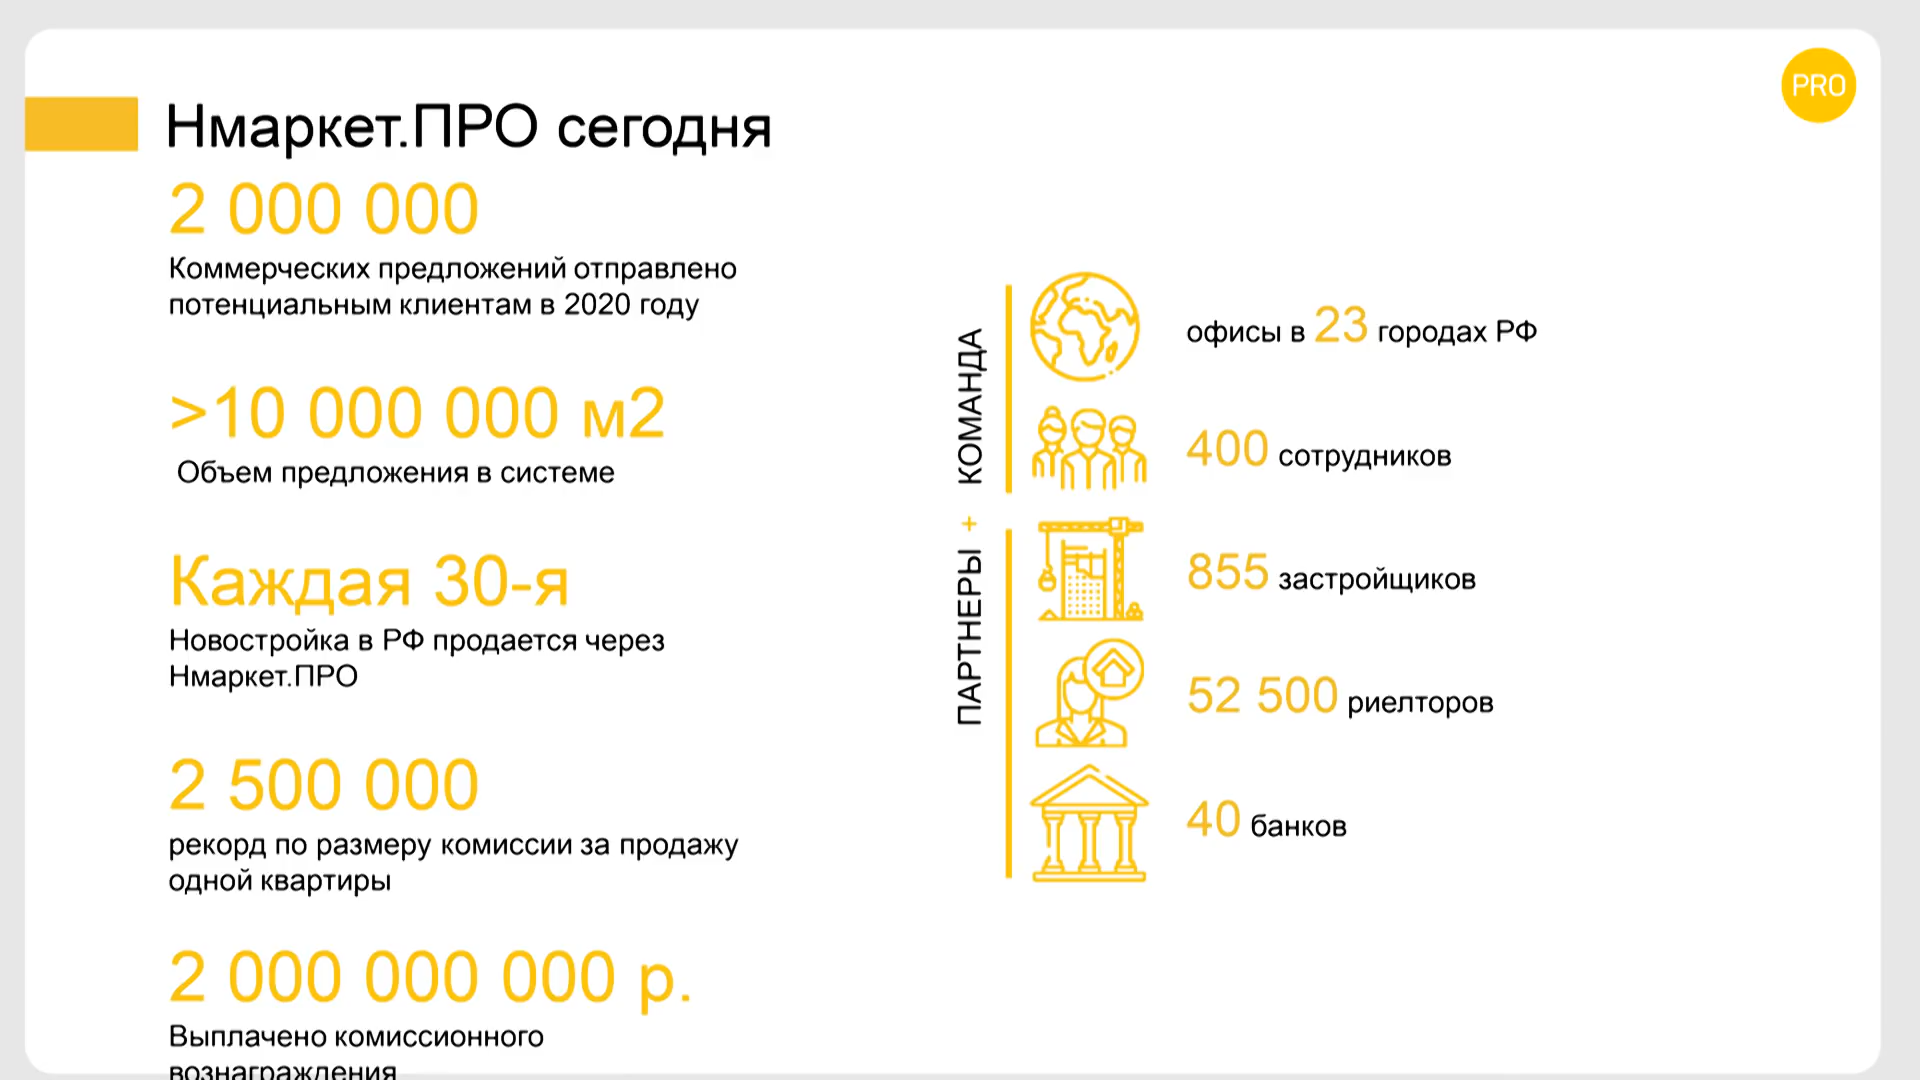 PRO
Нмаркет.ПРО сегодня
2 000 000
Коммерческих предложений отправлено
потенциальным клиентам в 2020 году
>10 000 000 м2
Объем предложения в системе
Каждая 30-я
Новостройка в РФ продается через
Нмаркет.ПРО
2 500 000
рекорд по размеру комиссии за продажу
одной квартиры
2 000 000 000 р.
Выплачено комиссионного
вознаграждения
КОМАНДА
+
ПАРТНЕРЫ
офисы в 23 городах РФ
400 сотрудников
855 застройщиков
52 500 риелторов
40 банков